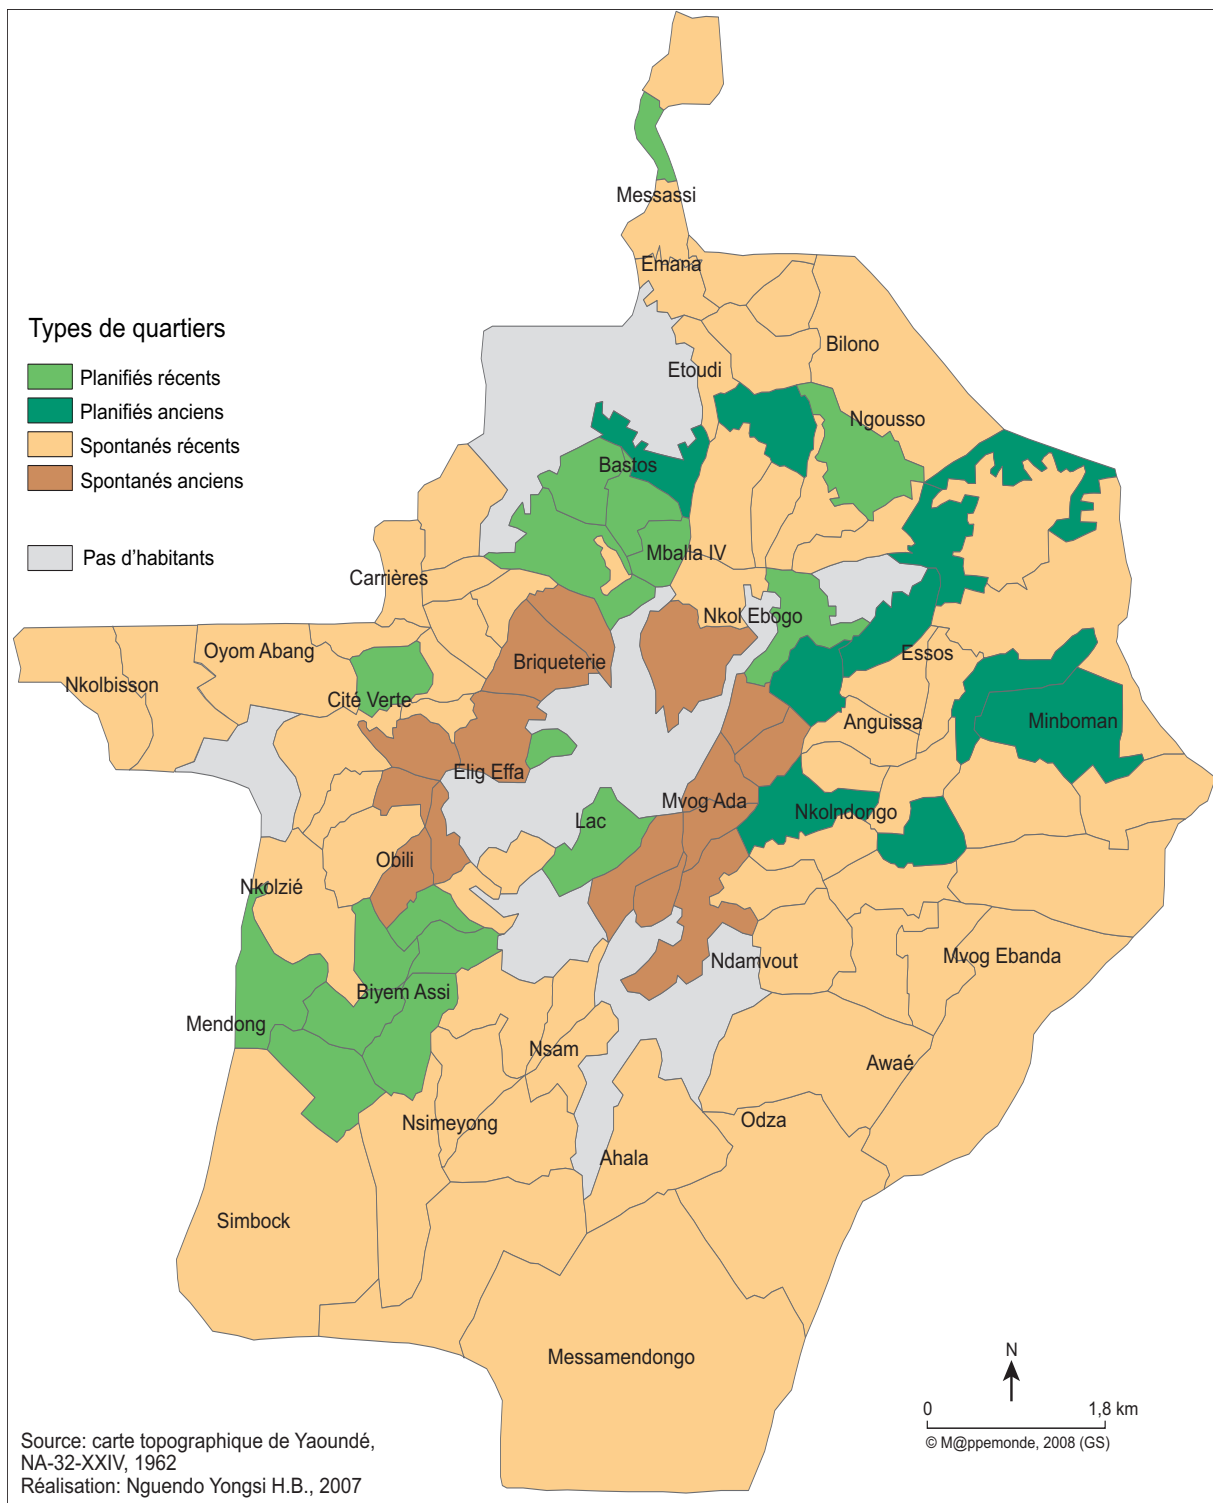 Messassi
Emana
Types de quartiers
Planifiés récents
Planifiés anciens
Spontanés récents
Spontanés anciens
Pas d'habitants
Bilono
Etoudi
Ngousso
Bastos
Mballa IV
Carrières
Nkol Ebogo
Oyom Abang
Briqueterie
Essos
Nkolbisson
Cité Verte
Anguissa
Minboman
Elig Effa
Mvog Ada
Nkolndongo
Lac
Obili
Nkolzié
Ndamvout
Mvog Ebanda
Biyem Assi
Mendong
Nsam
Awaé
Nsimeyong
Odza
Ahala
Simbock
Messamendongo
N
0 1,8 km
© M@ppemonde, 2008 (GS)
Source: carte topographique de Yaoundé,
NA-32-XXIV, 1962
Réalisation: Nguendo Yongsi H.B., 2007